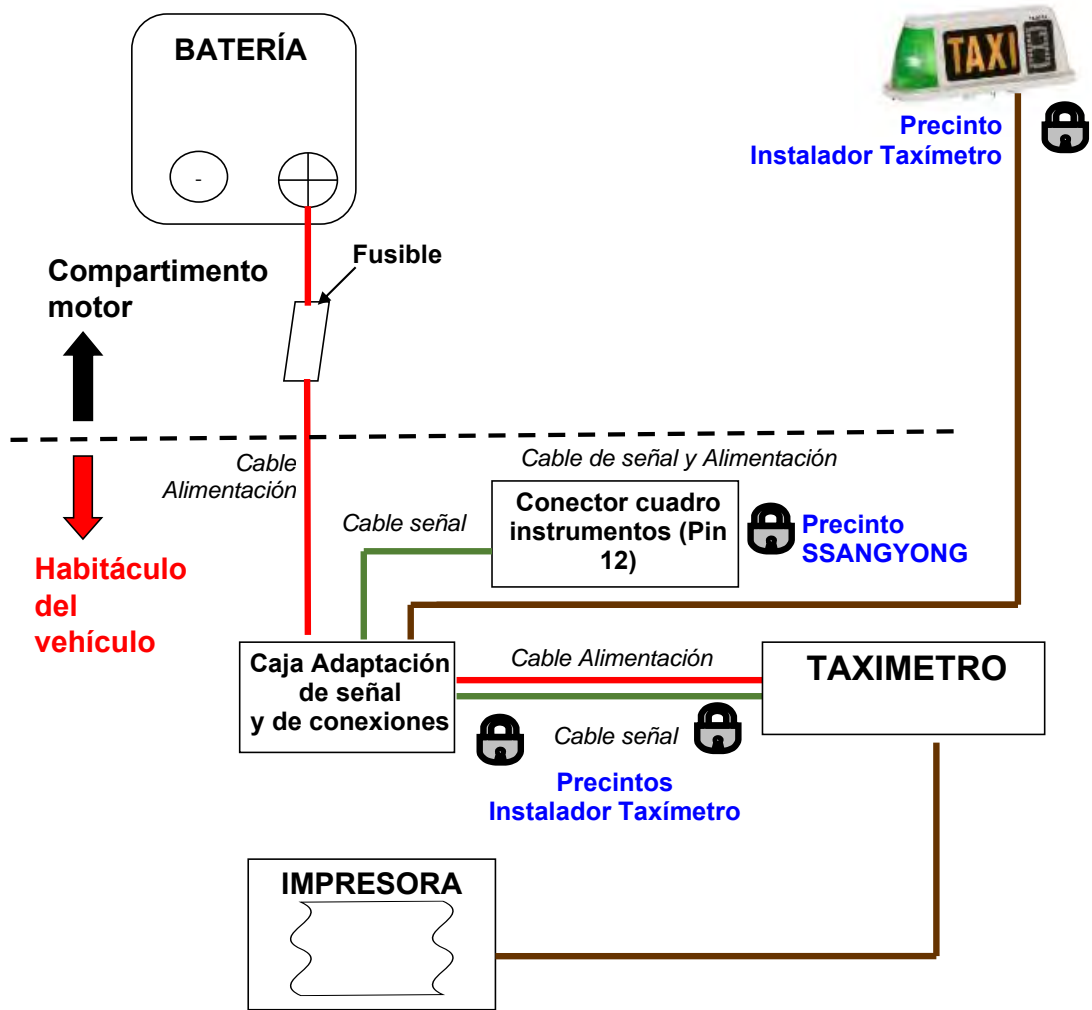 BATERÍA
-
TAXI
Precinto
Instalador Taxímetro
Fusible
Compartimento
motor
Cable
Alimentación
Cable de señal y Alimentación
Cable señal
Conector cuadro
instrumentos (Pin
12)
Precinto
SSANGYONG
Habitáculo
del
vehículo
Caja Adaptación
de señal
y de conexiones
Cable Alimentación
TAXIMETRO
Cable señal
Precintos
Instalador Taxímetro
IMPRESORA